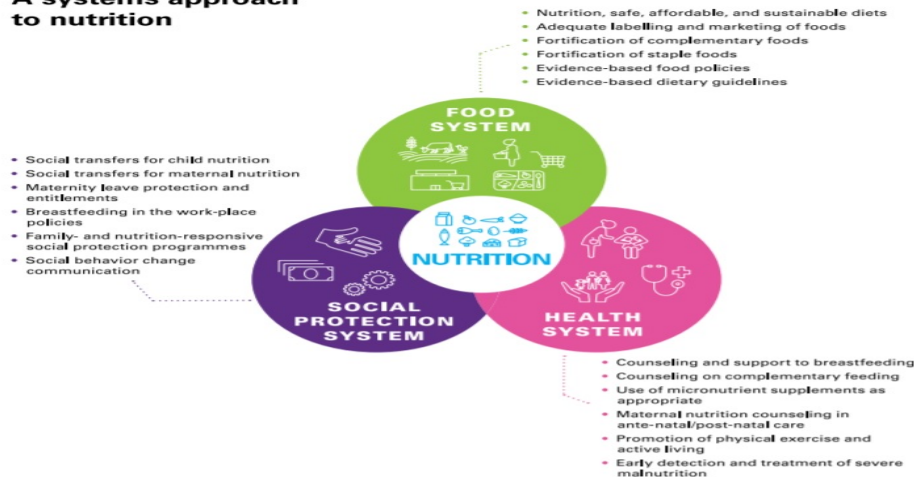 A systems approach
to nutrition
• Nutrition, safe, affordable, and sustainable diets
• Adequate labelling and marketing of foods
• Fortification of complementary foods
• Fortification of staple foods
• Evidence-based food policies
• Evidence-based dietary guidelines
FOOD
SYSTEM
• Social transfers for child nutrition
• Social transfers for maternal nutrition
• Maternity leave protection and
entitlements
• Breastfeeding in the work-place
policies
• Family- and nutrition-responsive
social protection programmes
• Social behavior change
communication
NUTRITION
SOCIAL
PROTECTION
SYSTEM
HEALTH
SYSTEM
• Counseling and support to breastfeeding
• Counseling on complementary feeding
• Use of micronutrient supplements as
appropriate
• Maternal nutrition counseling in
ante-natal/post-natal care
• Promotion of physical exercise and
active living
• Early detection and treatment of severe
malnutrition